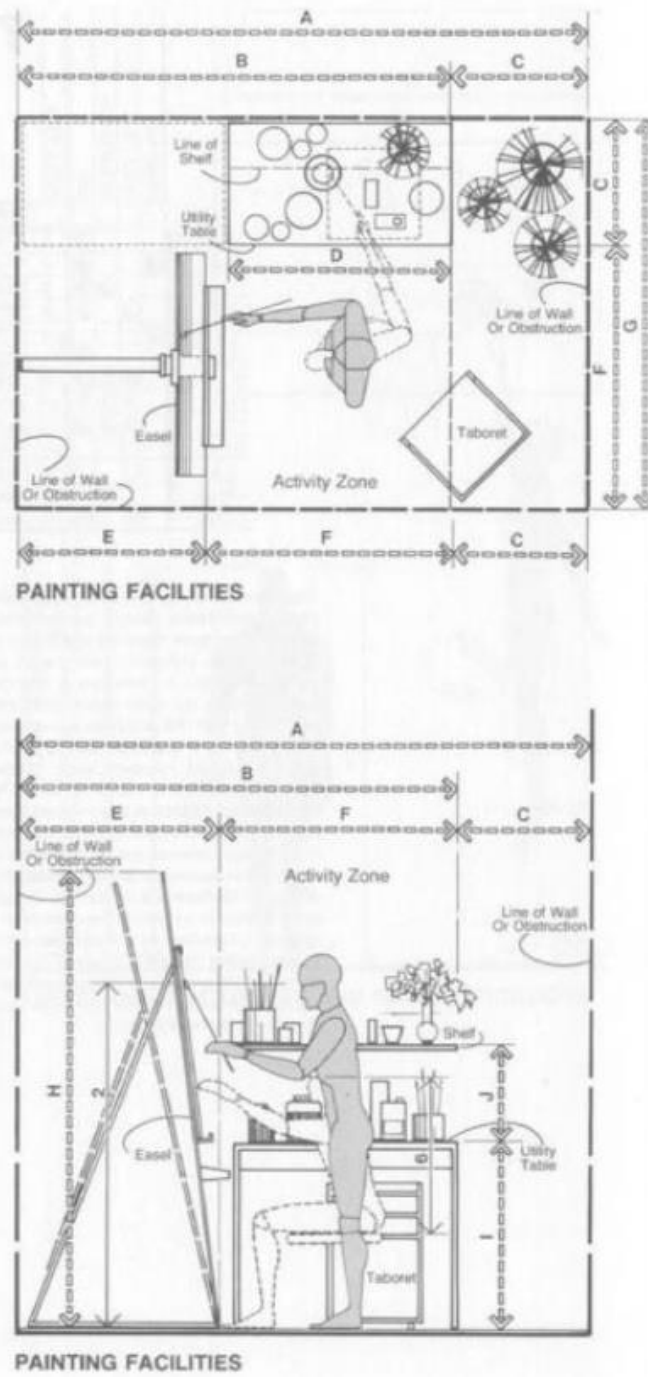 A
B
C
Line of
Shelf
C
Utility
Table
D
Line of Wall
Or Obstruction
G
F
Easel
Taboret
Line of Wall
Or Obstruction
Activity Zone
E
F
C
PAINTING FACILITIES
A
B
E
F
C
Line of Wall
Or Obstruction
Activity Zone
Line of Wall
Or Obstruction
Shelf
H
2
J
Easel
6
Utility
Table
I
Taboret
PAINTING FACILITIES